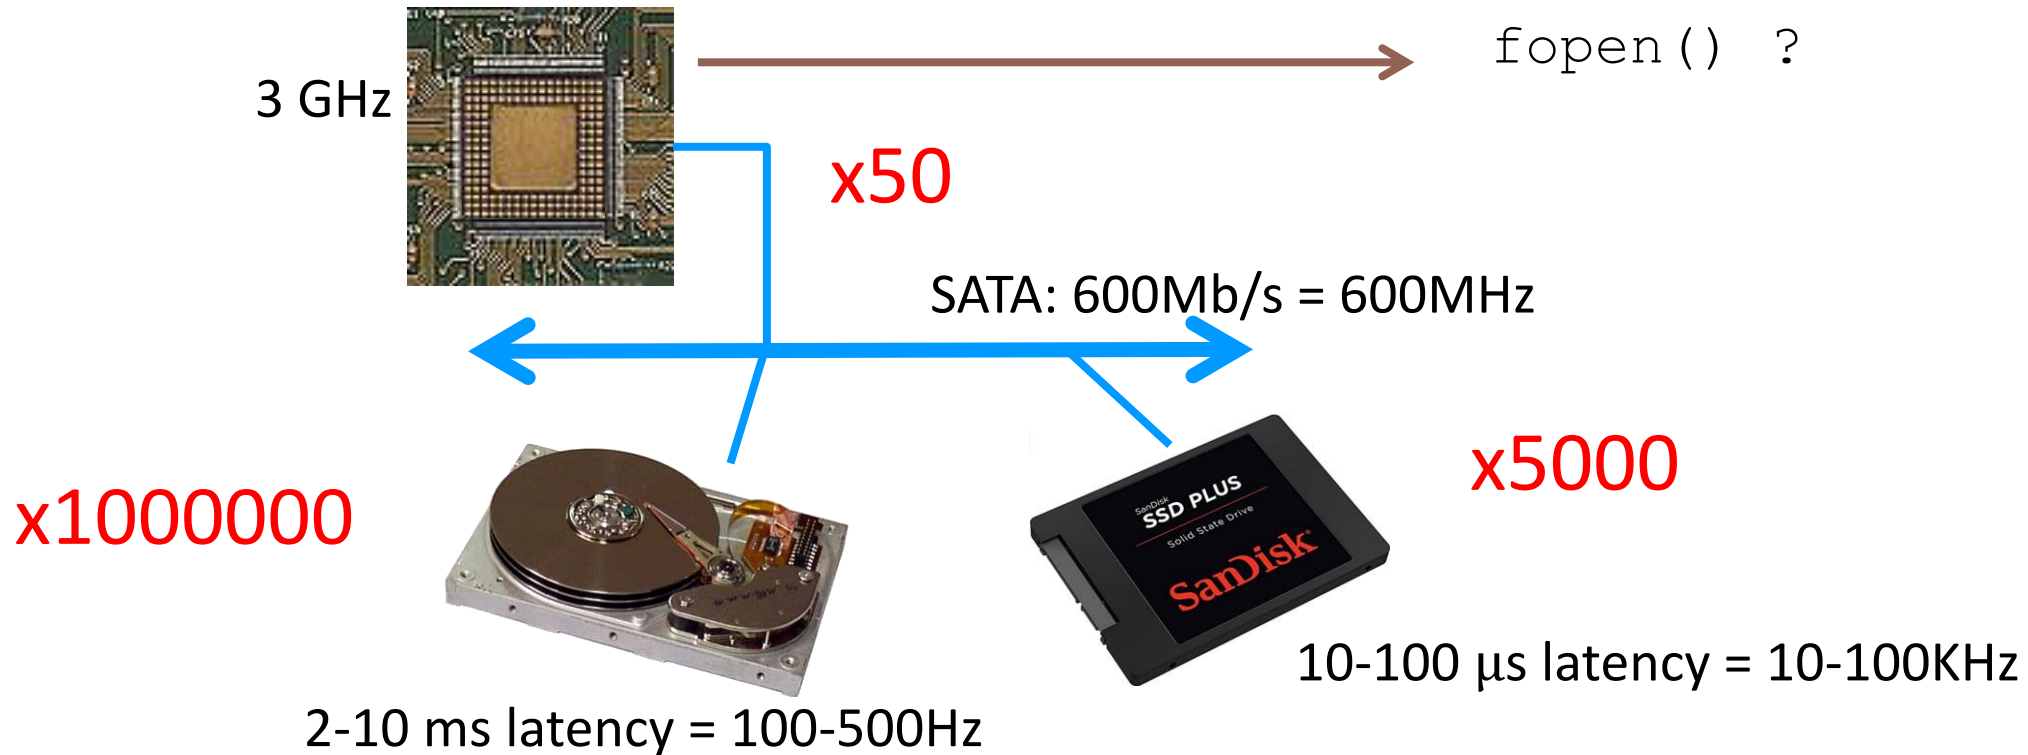 fopen() ?
3 GHz
x50
SATA: 600Mb/s = 600MHz
x5000
x1000000
SanDisk
SSD PLUS
Solid State Drive
SanDisk
10-100 μs latency = 10-100KHz
2-10 ms latency = 100-500Hz